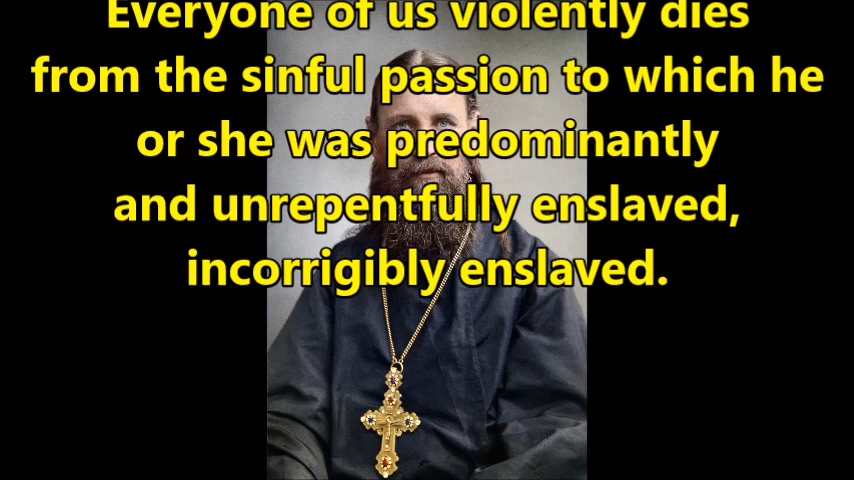 Everyone of us violently dies
from the sinful passion to which he
or she was predominantly
and unrepentfully enslaved,
incorrigibly enslaved.